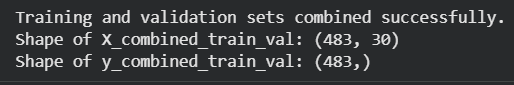 Training and validation sets combined successfully.
Shape of X_combined_train_val: (483, 30)
Shape of y_combined_train_val: (483,)